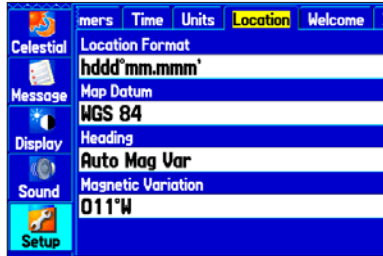 mers Time Units Location Welcome
Celestial
Message
Display
Sound
Setup
Location Format
hddd°mm.mmm'
Map Datum
WGS 84
Heading
Auto Mag Var
Magnetic Variation
011°W